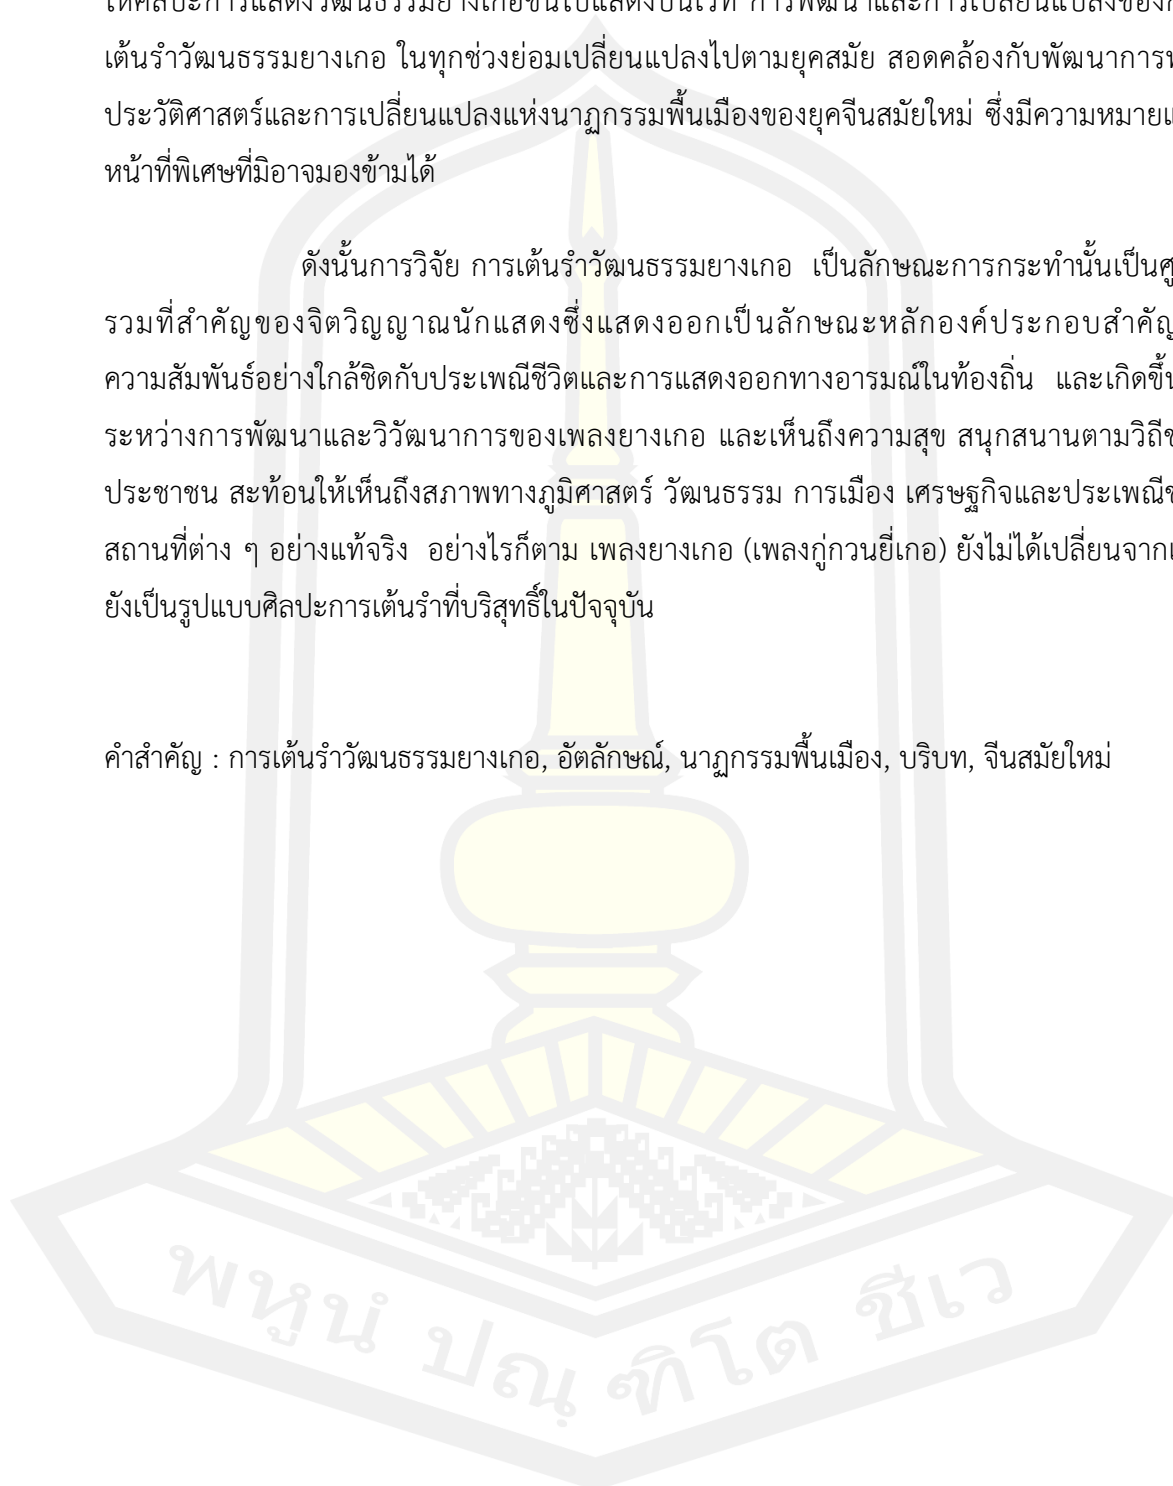 ให้ศิลปะการแสดงวัฒนธรรมยางเกอขึ้นไปแสดงบนเวที การพัฒนาและการเปลี่ยนแปลงของ
เต้นรำวัฒนธรรมยางเกอ ในทุกช่วงย่อมเปลี่ยนแปลงไปตามยุคสมัย สอดคล้องกับพัฒนาการ
ประวัติศาสตร์และการเปลี่ยนแปลงแห่งนาฏกรรมพื้นเมืองของยุคจีนสมัยใหม่ ซึ่งมีความหมาย
หน้าที่พิเศษที่มิอาจมองข้ามได้
ดังนั้นการวิจัย การเต้นรำวัฒนธรรมยางเกอ เป็นลักษณะการกระทำนั้นเป็น
รวมที่สำคัญของจิตวิญญาณนักแสดงซึ่งแสดงออกเป็นลักษณะหลักองค์ประกอบสำคัญ
ความสัมพันธ์อย่างใกล้ชิดกับประเพณีชีวิตและการแสดงออกทางอารมณ์ในท้องถิ่น และเกิดขึ้น
ระหว่างการพัฒนาและวิวัฒนาการของเพลงยางเกอ และเห็นถึงความสุข สนุกสนานตามวิถี
ประชาชน สะท้อนให้เห็นถึงสภาพทางภูมิศาสตร์ วัฒนธรรม การเมือง เศรษฐกิจและประเพณี
สถานที่ต่าง ๆ อย่างแท้จริง อย่างไรก็ตาม เพลงยางเกอ (เพลงกู่กวนยี่เกอ) ยังไม่ได้เปลี่ยนจาก
ยังเป็นรูปแบบศิลปะการเต้นรำที่บริสุทธิ์ในปัจจุบัน
คำสำคัญ : การเต้นรำวัฒนธรรมยางเกอ, อัตลักษณ์, นาฏกรรมพื้นเมือง, บริบท, จีนสมัยใหม่
พหูนํ ปณฺฑิโต ชีเว